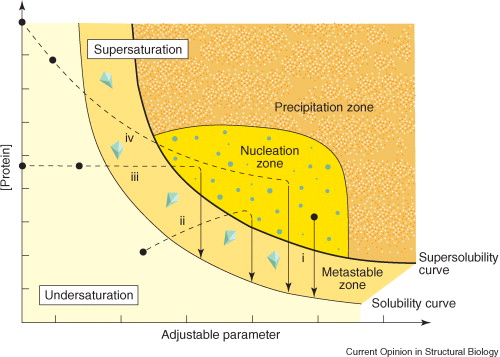 Supersaturation
Precipitation zone
Nucleation
zone
iv
iii
ii
i
[Protein]
Metastable
zone
Supersolubility
curve
Undersaturation
Solubility curve
Adjustable parameter
Current Opinion in Structural Biology